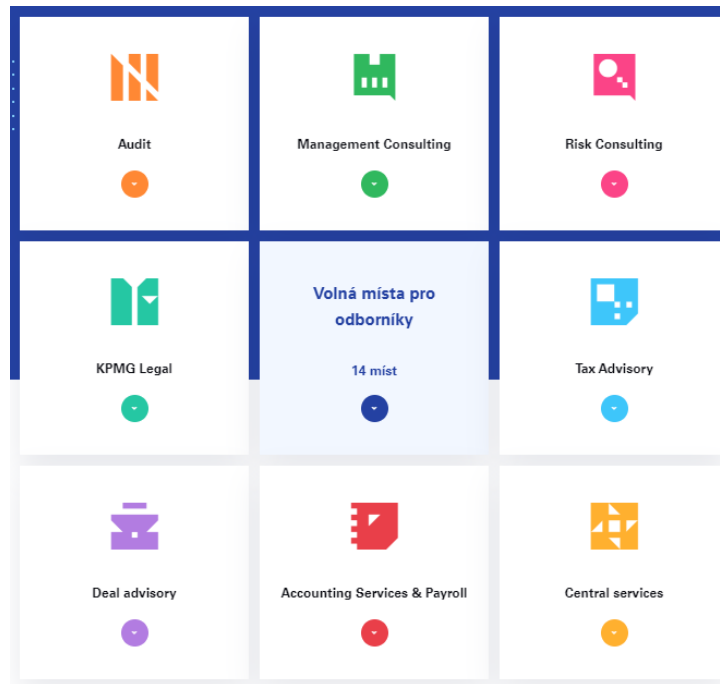 Audit
Management Consulting
Risk Consulting
KPMG Legal
Volná místa pro
odborníky
14 míst
Tax Advisory
Deal advisory
Accounting Services & Payroll
Central services